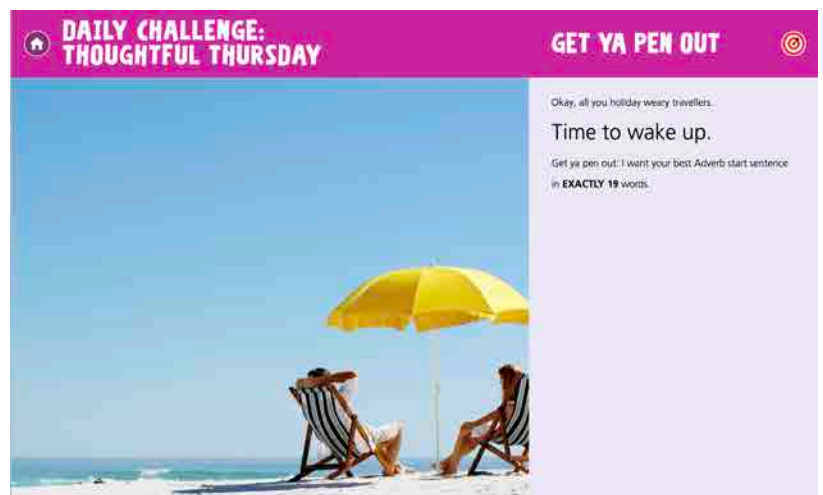 DAILY CHALLENGE:
THOUGHTFUL THURSDAY
GET YA PEN OUT
Okay, all you holiday weary travellers.
Time to wake up.
Get ya pen out: I want your best Adverb start sentence
in EXACTLY 19 words.